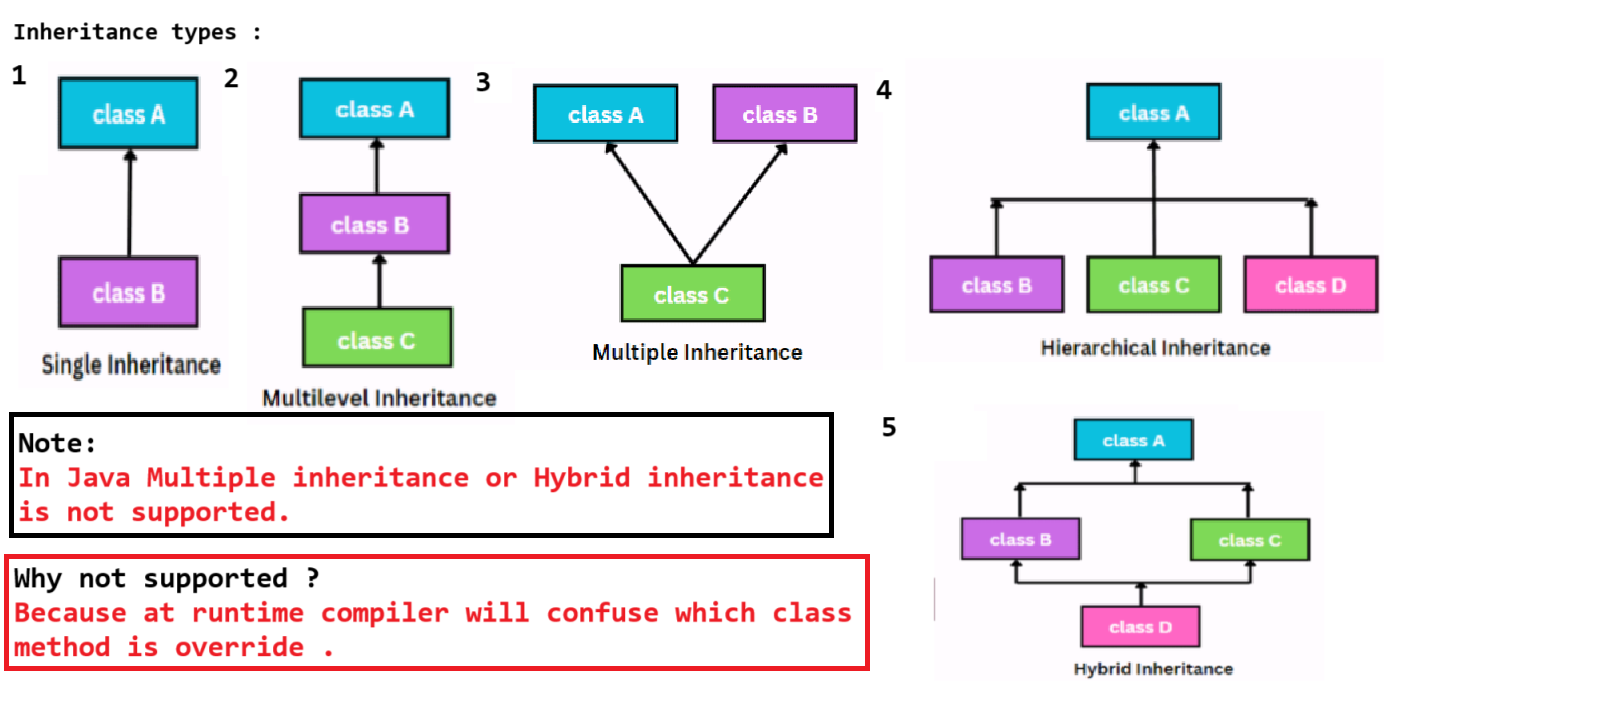 Inheritance types :
1
class A
class B
Single Inheritance
2
class A
class B
class C
Multilevel Inheritance
3
class A
class B
class C
Multiple Inheritance
4
class A
class B
class C
class D
Hierarchical Inheritance
Note:
In Java Multiple inheritance or Hybrid inheritance
is not supported.
Why not supported ?
Because at runtime compiler will confuse which class
method is override .
5
class A
class B
class C
class D
Hybrid Inheritance